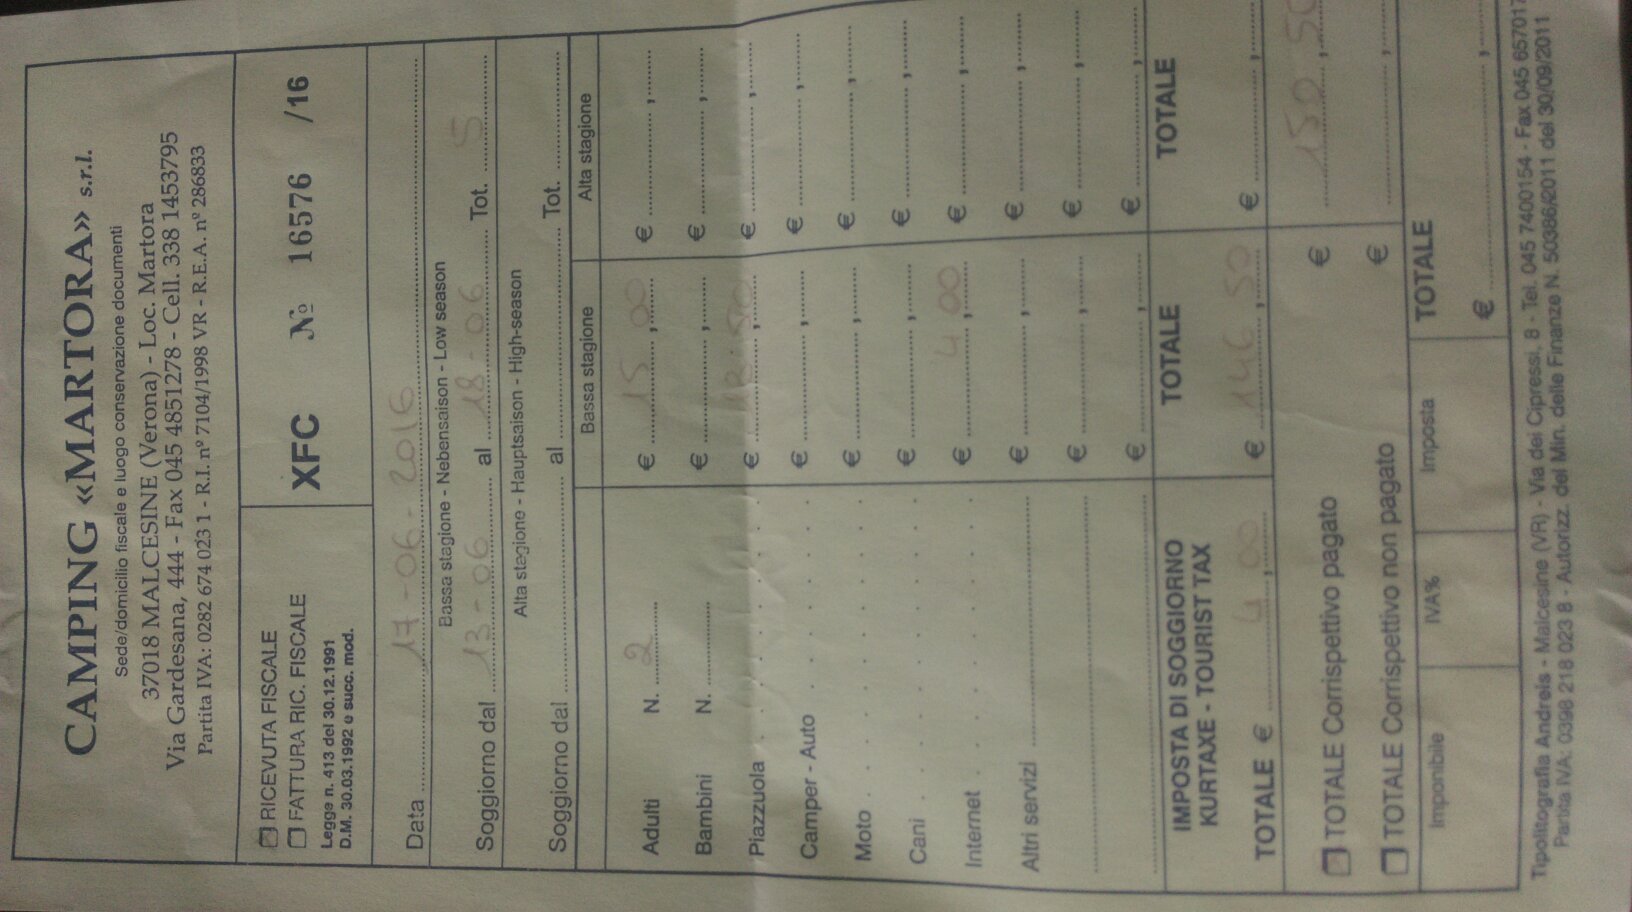 CAMPING «MARTORA» s.r.l.
Sede/domicilio fiscale e luogo conservazione documenti
37018 MALCESINE (Verona) - Loc. Martora
Via Gardesana, 444 - Fax 045 4851278 - Cell. 338 1453795
Partita IVA: 0282 674 023 1 - R.I. nº 7104/1998 VR - R.E.A. nº 286833
☐ RICEVUTA FISCALE
☐ FATTURA RIC. FISCALE
Legge n. 413 del 30.12.1991
D.M. 30.03.1992 e succ. mod.
XFC № 16576 /16
Data 17-06-2016
Bassa stagione - Nebensaison - Low season
Soggiorno dal 13-06 al 18-06 Tot. 5
Alta stagione - Hauptsaison - High-season
Soggiorno dal al Tot.
Bassa stagione Alta stagione
Adulti N. 2 € 15,00 € ,
Bambini N. € , € ,
Piazzuola € , € ,
Camper - Auto € , € ,
Moto € , € ,
Cani € , € ,
Internet € 4,00 € ,
Altri servizi € , € ,
€ , € ,
€ , € ,
IMPOSTA DI SOGGIORNO
KURTAXE - TOURIST TAX
TOTALE € 4,00
TOTALE
€ 146,50
TOTALE
€ ,
☐ TOTALE Corrispettivo pagato € 150,50
☐ TOTALE Corrispettivo non pagato € ,
Imponibile IVA% Imposta TOTALE
€ ,
Tipolitografia Andreis - Malcesine (VR) - Via dei Cipressi, 8 - Tel. 045 7400154 - Fax 045 657017
Partita IVA: 0396 218 023 8 - Autorizz. del Min. delle Finanze N. 50386/2011 del 30/09/2011